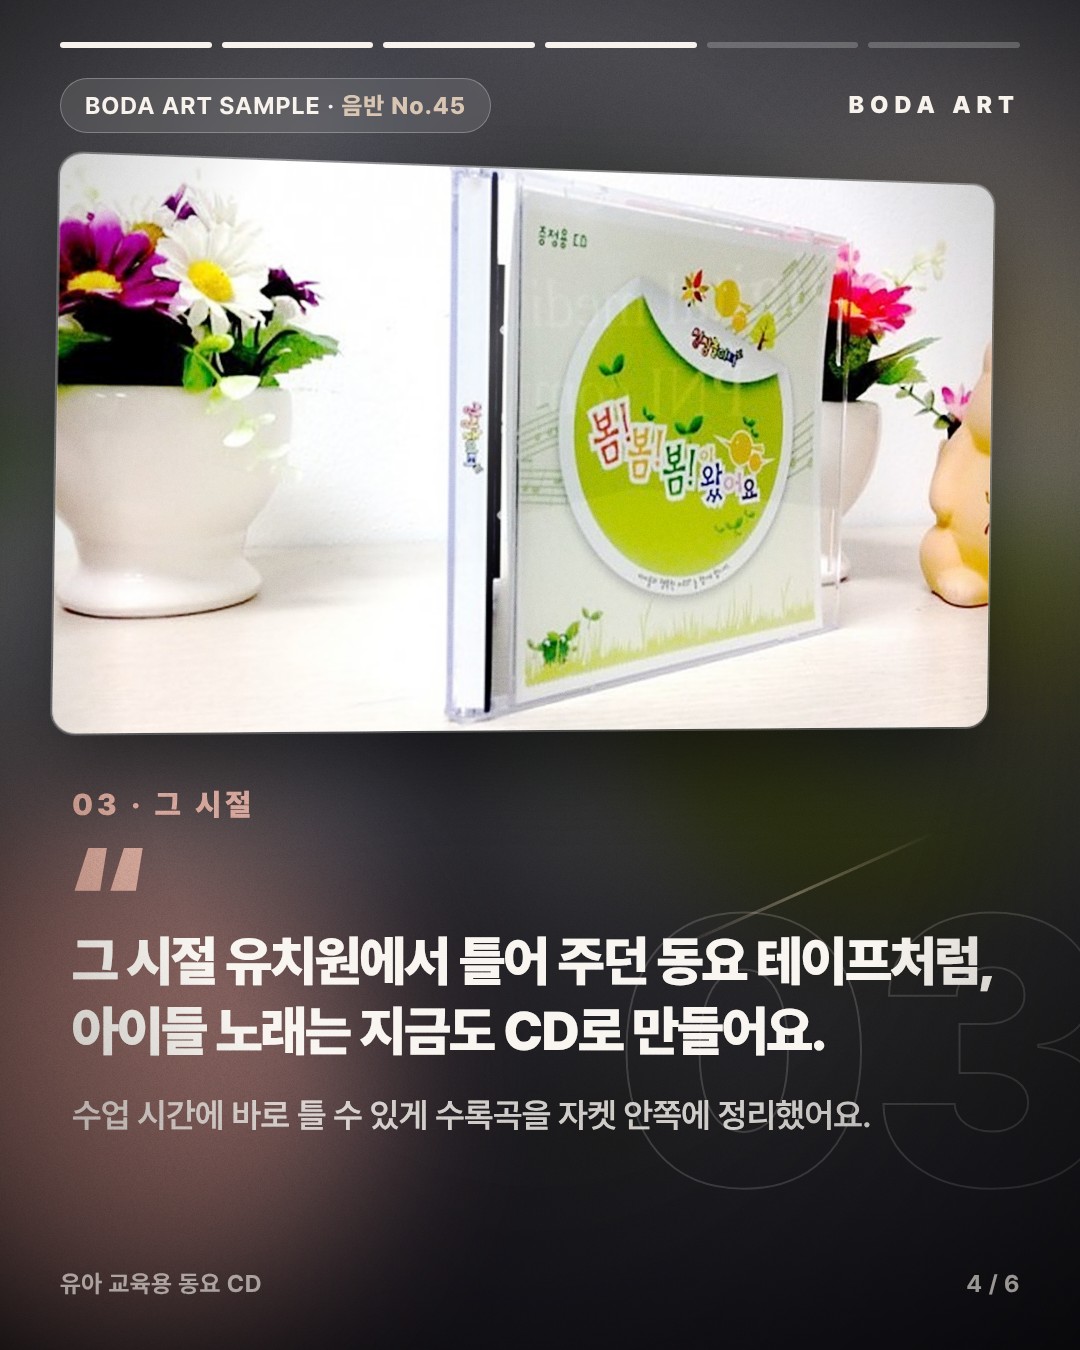 BODA ART SAMPLE · 음반 No.45
BODA ART
증정용 CD
봄! 봄! 봄!이 왔어요
03 · 그 시절
"
그 시절 유치원에서 틀어 주던 동요 테이프처럼,
아이들 노래는 지금도 CD로 만들어요.
03
수업 시간에 바로 틀 수 있게 수록곡을 자켓 안쪽에 정리했어요.
유아 교육용 동요 CD
4 / 6